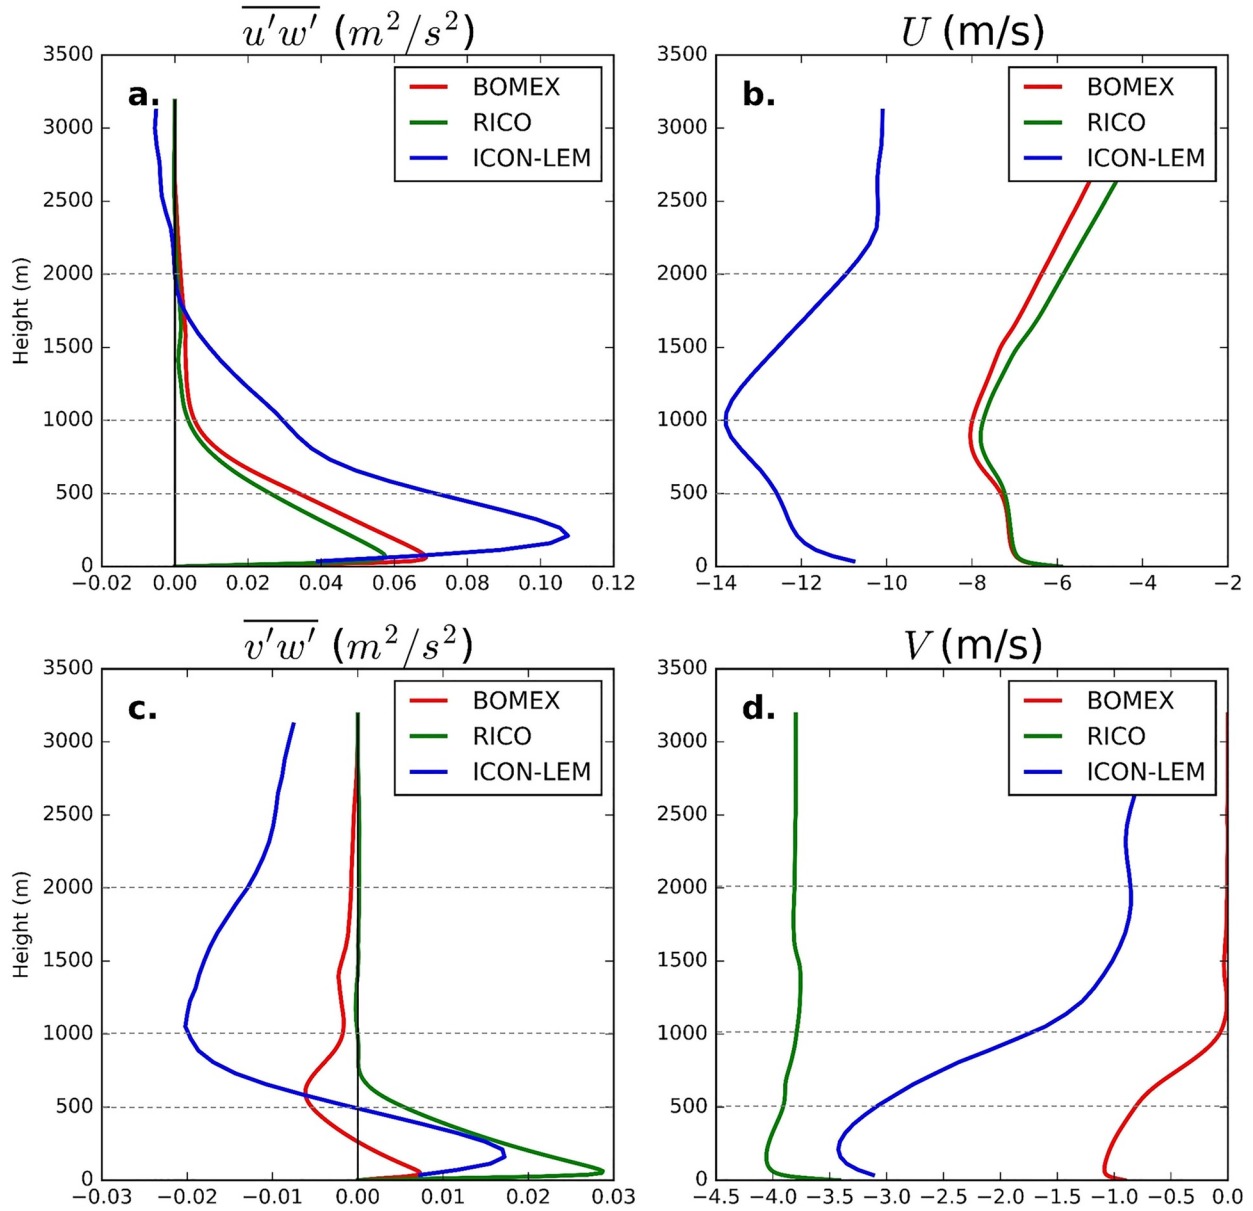 u′w′ (m²/s²)
a.
BOMEX
RICO
ICON-LEM
3500
3000
2500
2000
1500
1000
500
0
Height (m)
−0.02 0.00 0.02 0.04 0.06 0.08 0.10 0.12
U (m/s)
b.
BOMEX
RICO
ICON-LEM
3500
3000
2500
2000
1500
1000
500
0
−14 −12 −10 −8 −6 −4 −2
v′w′ (m²/s²)
c.
BOMEX
RICO
ICON-LEM
3500
3000
2500
2000
1500
1000
500
0
Height (m)
−0.03 −0.02 −0.01 0.00 0.01 0.02 0.03
V (m/s)
d.
BOMEX
RICO
ICON-LEM
3500
3000
2500
2000
1500
1000
500
0
−4.5 −4.0 −3.5 −3.0 −2.5 −2.0 −1.5 −1.0 −0.5 0.0